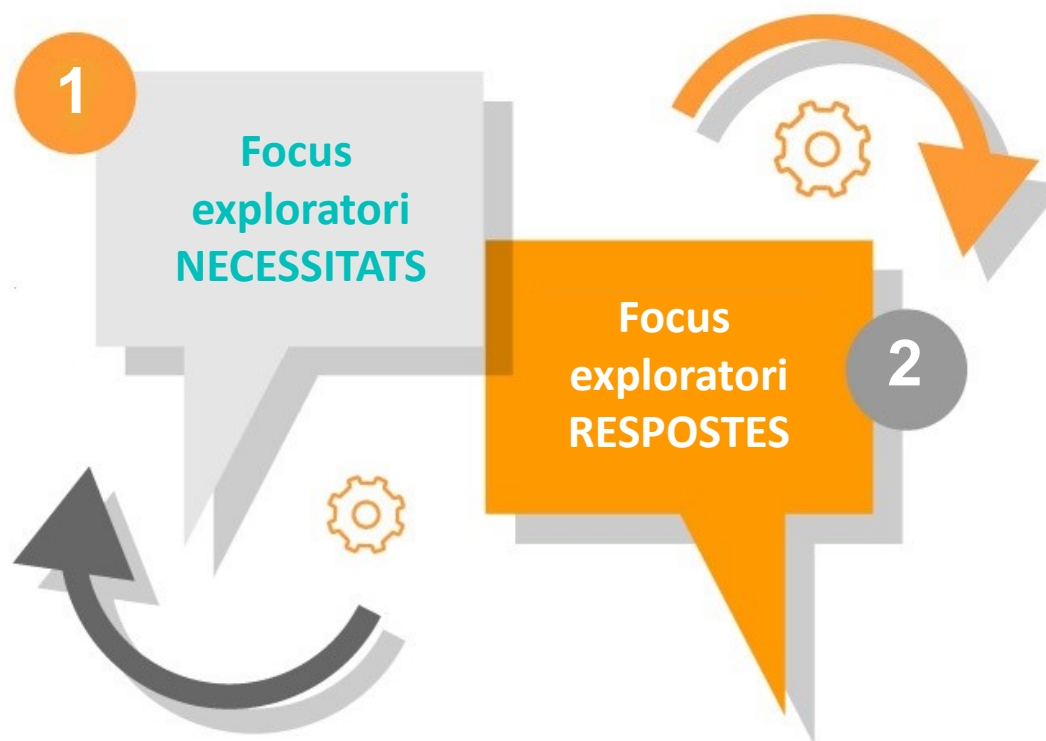 1
Focus
exploratori
NECESSITATS
Focus
exploratori
RESPOSTES
2